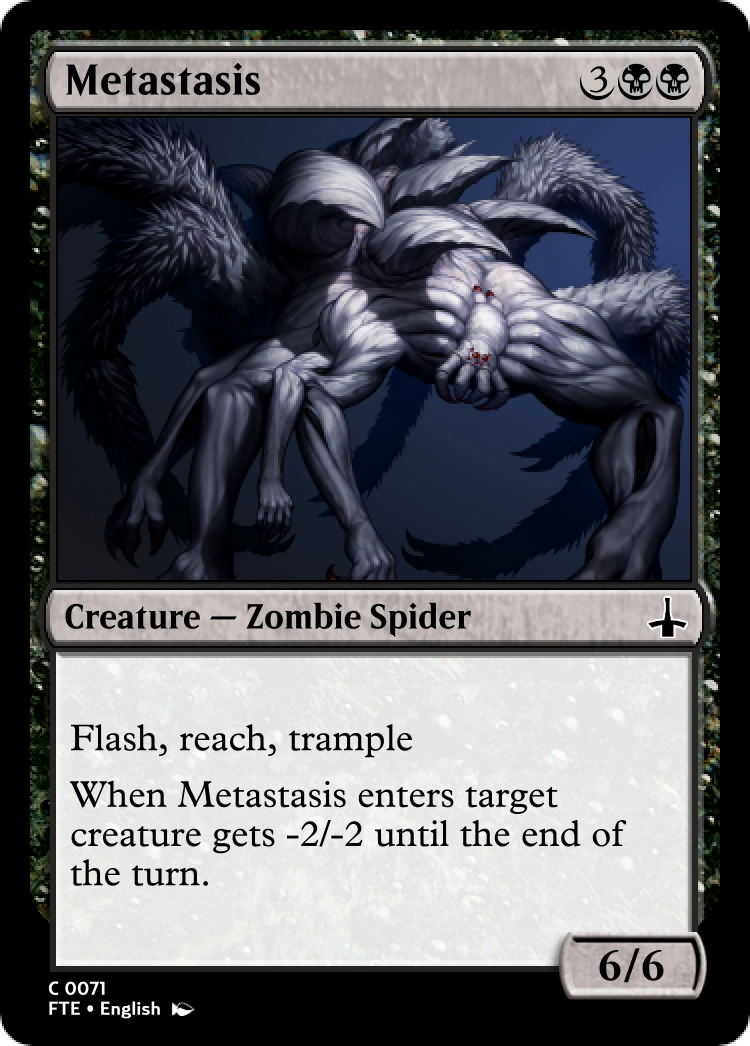 Metastasis 3
Creature — Zombie Spider
Flash, reach, trample
When Metastasis enters target
creature gets -2/-2 until the end of
the turn.
6/6
C 0071
FTE • English